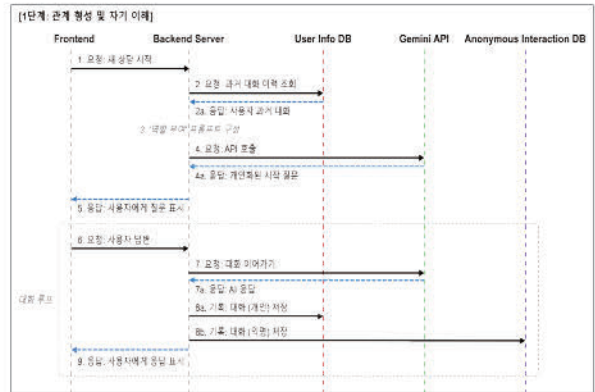 [1단계: 관계 형성 및 자기 이해]
Frontend Backend Server User Info DB Gemini API Anonymous Interaction DB
1. 요청: 새 상담 시작
2. 요청: 과거 대화 이력 조회
2a. 응답: 사용자 과거 대화
3. '역할 부여' 프롬프트 구성
4. 요청: API 호출
4a. 응답: 개인화된 시작 질문
5. 응답: 사용자에게 질문 표시
6. 요청: 사용자 답변
7. 요청: 대화 이어가기
7a. 응답: AI 응답
대화 루프
8a. 기록: 대화 (개인) 저장
8b. 기록: 대화 (익명) 저장
9. 응답: 사용자에게 응답 표시